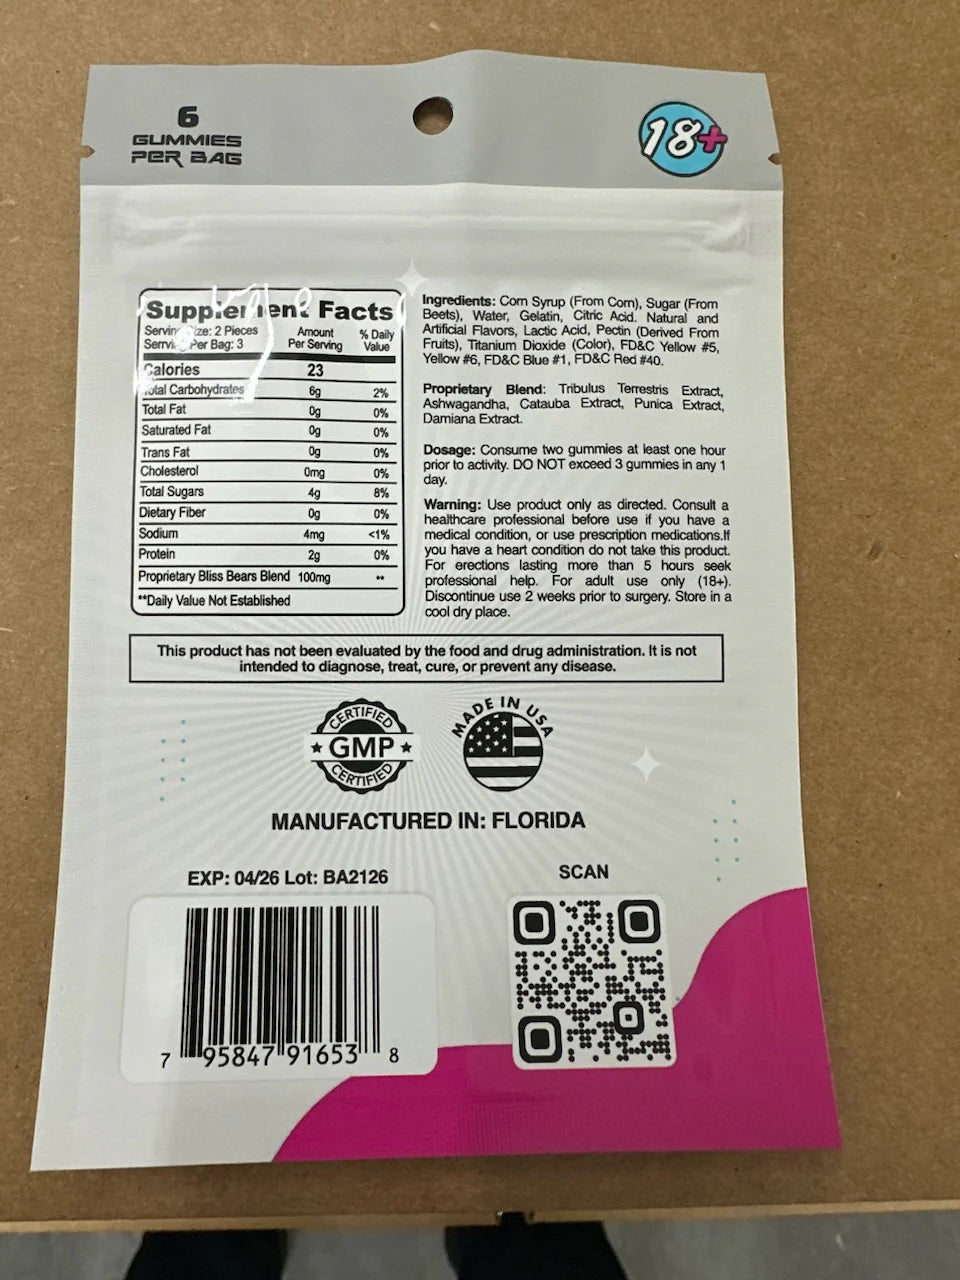 6
GUMMIES
PER BAG
18+
Supplement Facts
Serving Size: 2 Pieces
Serrving Per Bag: 3
Amount
Per Serving
% Daily
Value
Calories 23
Total Carbohydrates 6g 2%
Total Fat 0g 0%
Saturated Fat 0g 0%
Trans Fat 0g 0%
Cholesterol 0mg 0%
Total Sugars 4g 8%
Dietary Fiber 0g 0%
Sodium 4mg <1%
Protein 2g 0%
Proprietary Bliss Bears Blend 100mg **
**Daily Value Not Established
Ingredients: Corn Syrup (From Corn), Sugar (From
Beets), Water, Gelatin, Citric Acid. Natural and
Artificial Flavors, Lactic Acid, Pectin (Derived From
Fruits), Titanium Dioxide (Color), FD&C Yellow #5,
Yellow #6, FD&C Blue #1, FD&C Red #40.
Proprietary Blend: Tribulus Terrestris Extract,
Ashwagandha, Catauba Extract, Punica Extract,
Damiana Extract.
Dosage: Consume two gummies at least one hour
prior to activity. DO NOT exceed 3 gummies in any 1
day.
Warning: Use product only as directed. Consult a
healthcare professional before use if you have a
medical condition, or use prescription medications.If
you have a heart condition do not take this product.
For erections lasting more than 5 hours seek
professional help. For adult use only (18+).
Discontinue use 2 weeks prior to surgery. Store in a
cool dry place.
This product has not been evaluated by the food and drug administration. It is not
intended to diagnose, treat, cure, or prevent any disease.
CERTIFIED
GMP
CERTIFIED
MADE IN USA
MANUFACTURED IN: FLORIDA
EXP: 04/26 Lot: BA2126
SCAN
7 95847 91653 8